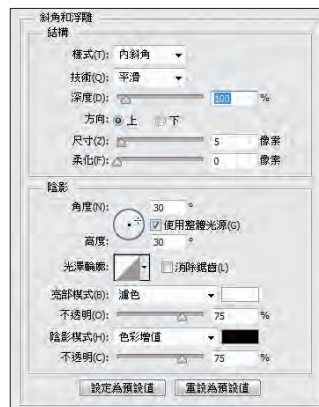 斜角和浮雕
結構
樣式(T): 內斜角
技術(Q): 平滑
深度(D): 100 %
方向: 上 下
尺寸(Z): 5 像素
柔化(F): 0 像素
陰影
角度(N): 30 °
使用整體光源(G)
高度: 30 °
光澤輪廓: 消除鋸齒(L)
亮部模式(B): 濾色
不透明(O): 75 %
陰影模式(H): 色彩增值
不透明(C): 75 %
設定為預設值 重設為預設值